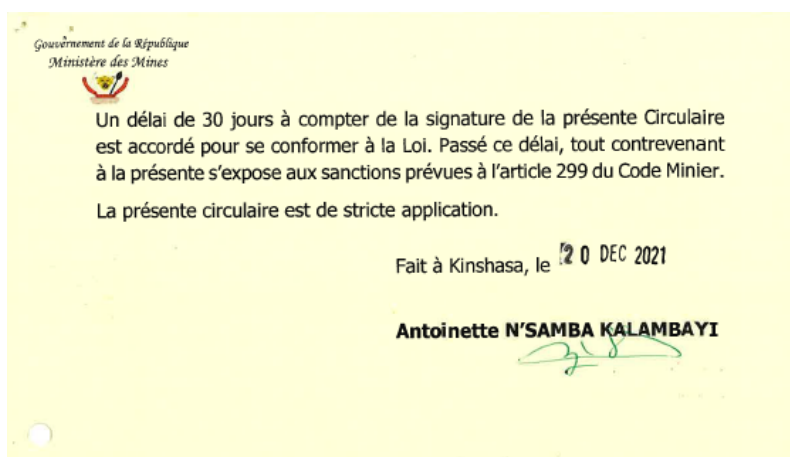 Gouvernement de la République
Ministère des Mines
Un délai de 30 jours à compter de la signature de la présente Circulaire
est accordé pour se conformer à la Loi. Passé ce délai, tout contrevenant
à la présente s'expose aux sanctions prévues à l'article 299 du Code Minier.
La présente circulaire est de stricte application.
Fait à Kinshasa, le 20 DEC 2021
Antoinette N'SAMBA KALAMBAYI